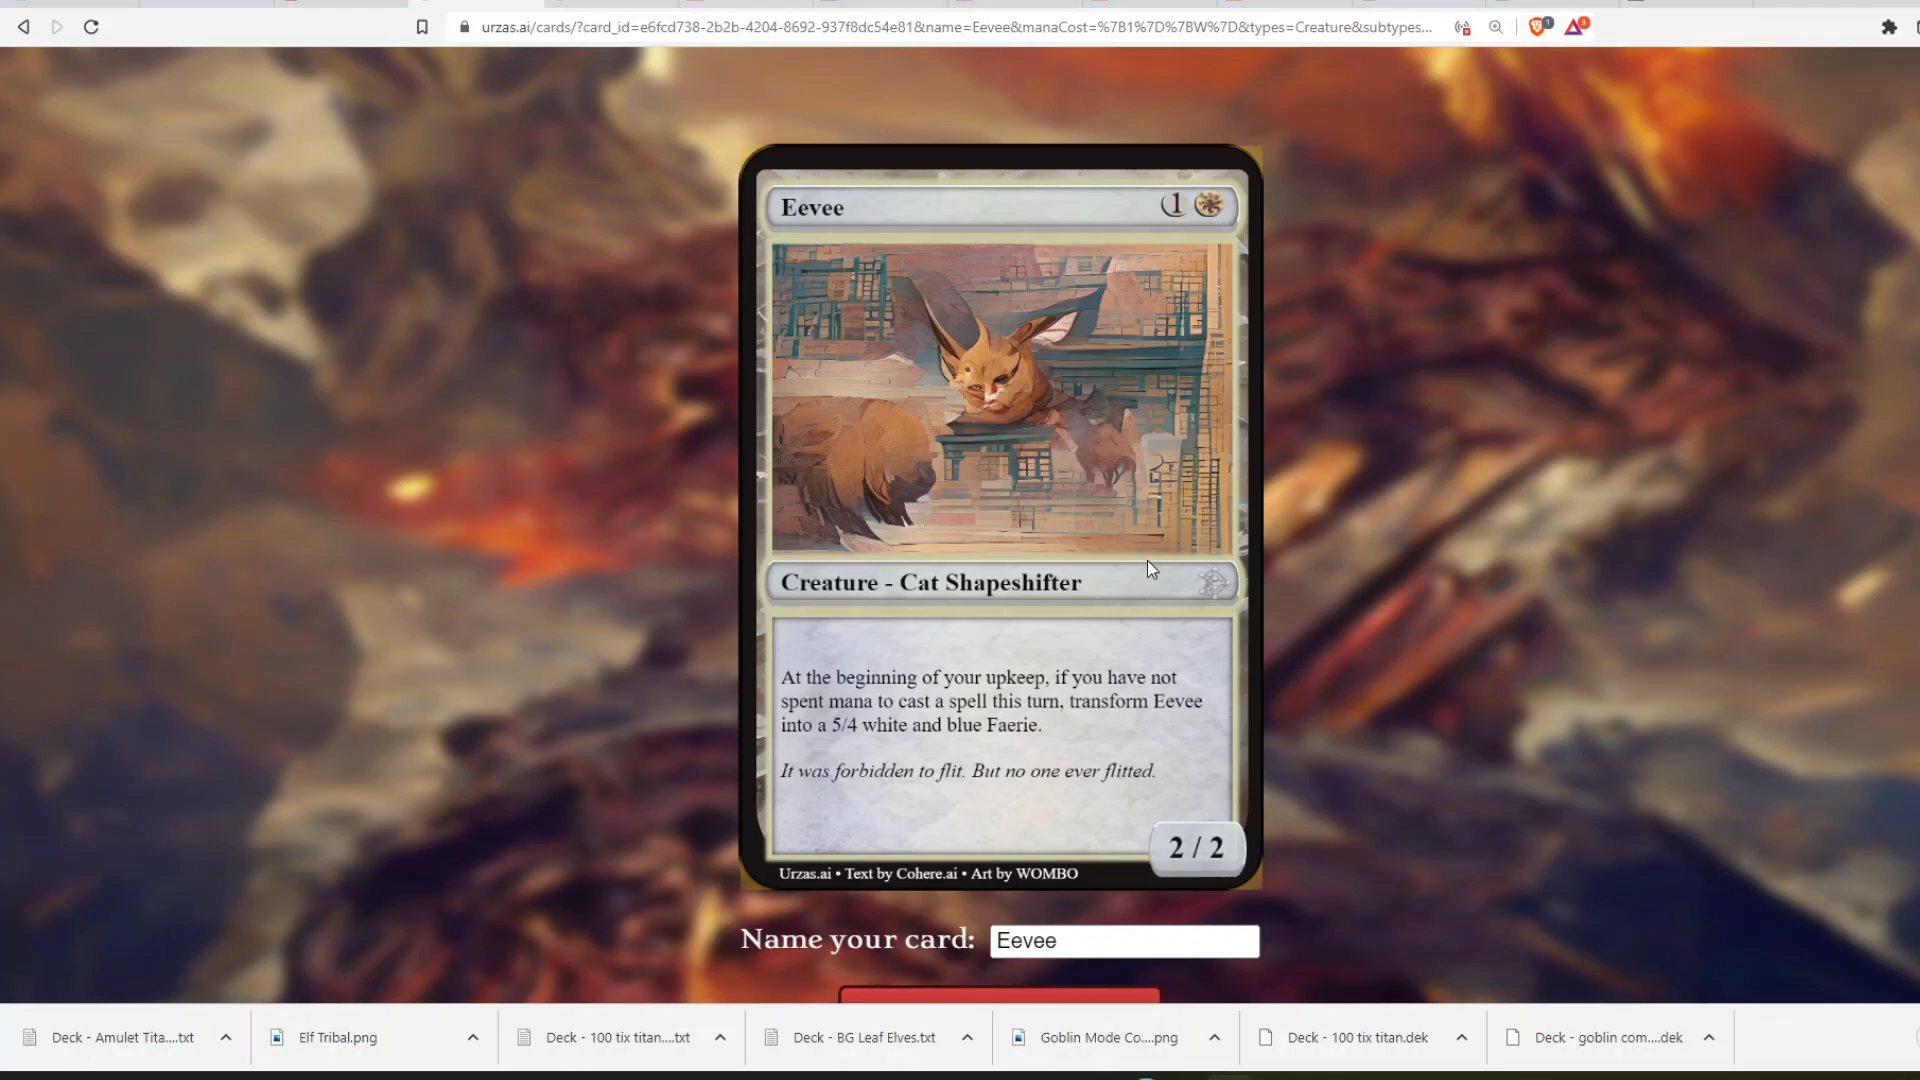 urzas.ai/cards/?card_id=e6fcd738-2b2b-4204-8692-937f8dc54e81&name=Eevee&manaCost=%7B1%7D%7BW%7D&types=Creature&subtypes...
1
3
Eevee
1
Creature - Cat Shapeshifter
At the beginning of your upkeep, if you have not
spent mana to cast a spell this turn, transform Eevee
into a 5/4 white and blue Faerie.
It was forbidden to flit. But no one ever flitted.
2 / 2
Urzas.ai • Text by Cohere.ai • Art by WOMBO
Name your card:
Eevee
Deck - Amulet Tita....txt
Elf Tribal.png
Deck - 100 tix titan....txt
Deck - BG Leaf Elves.txt
Goblin Mode Co....png
Deck - 100 tix titan.dek
Deck - goblin com....dek